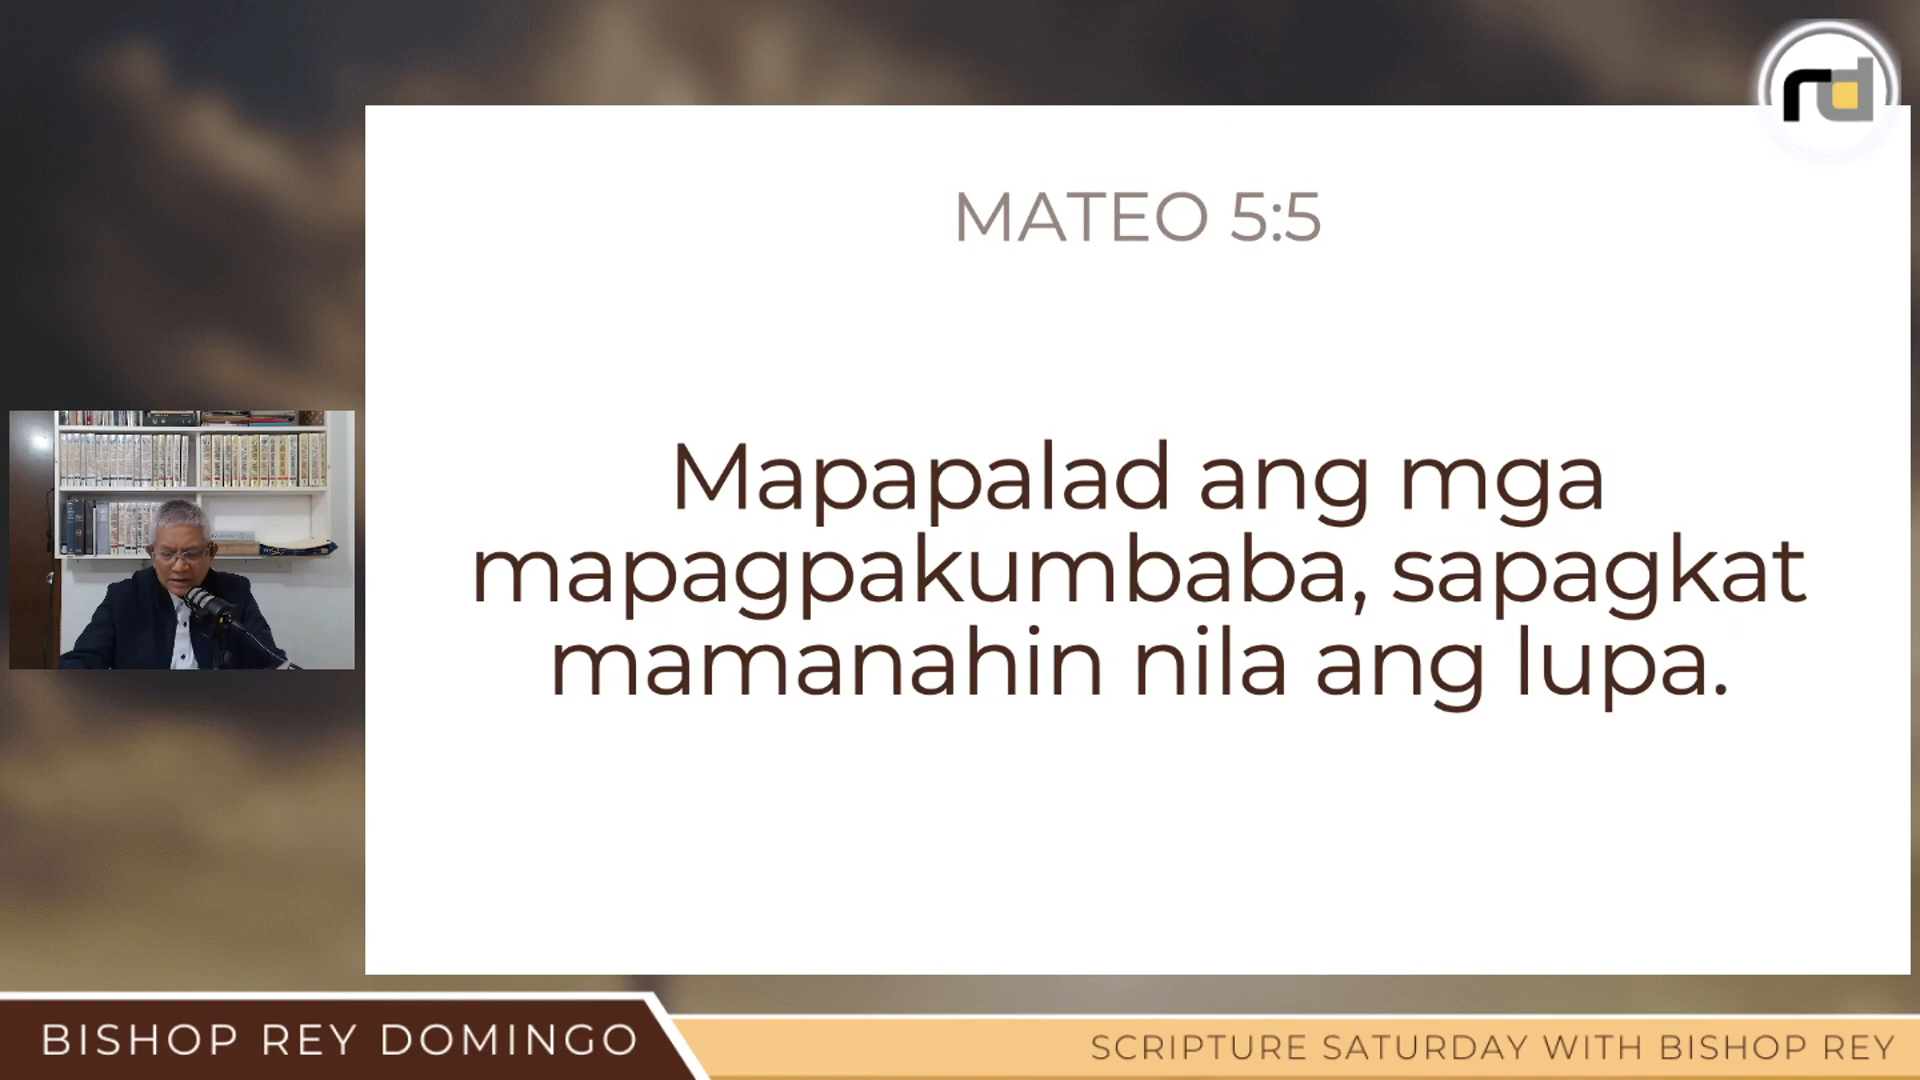 rd
MATEO 5:5
Mapapalad ang mga
mapagpakumbaba, sapagkat
mamanahin nila ang lupa.
BISHOP REY DOMINGO
SCRIPTURE SATURDAY WITH BISHOP REY